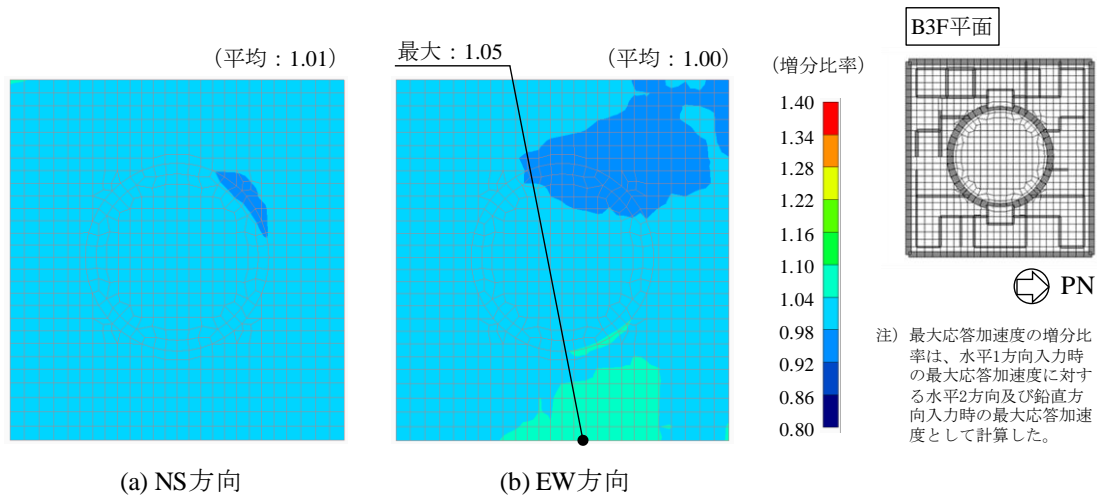 (平均：1.01)
最大：1.05
(平均：1.00)
(増分比率)
1.40
1.34
1.28
1.22
1.16
1.10
1.04
0.98
0.92
0.86
0.80
B3F平面
PN
注）最大応答加速度の増分比
率は、水平1方向入力時
の最大応答加速度に対す
る水平2方向及び鉛直方
向入力時の最大応答加速
度として計算した。
(a) NS方向
(b) EW方向